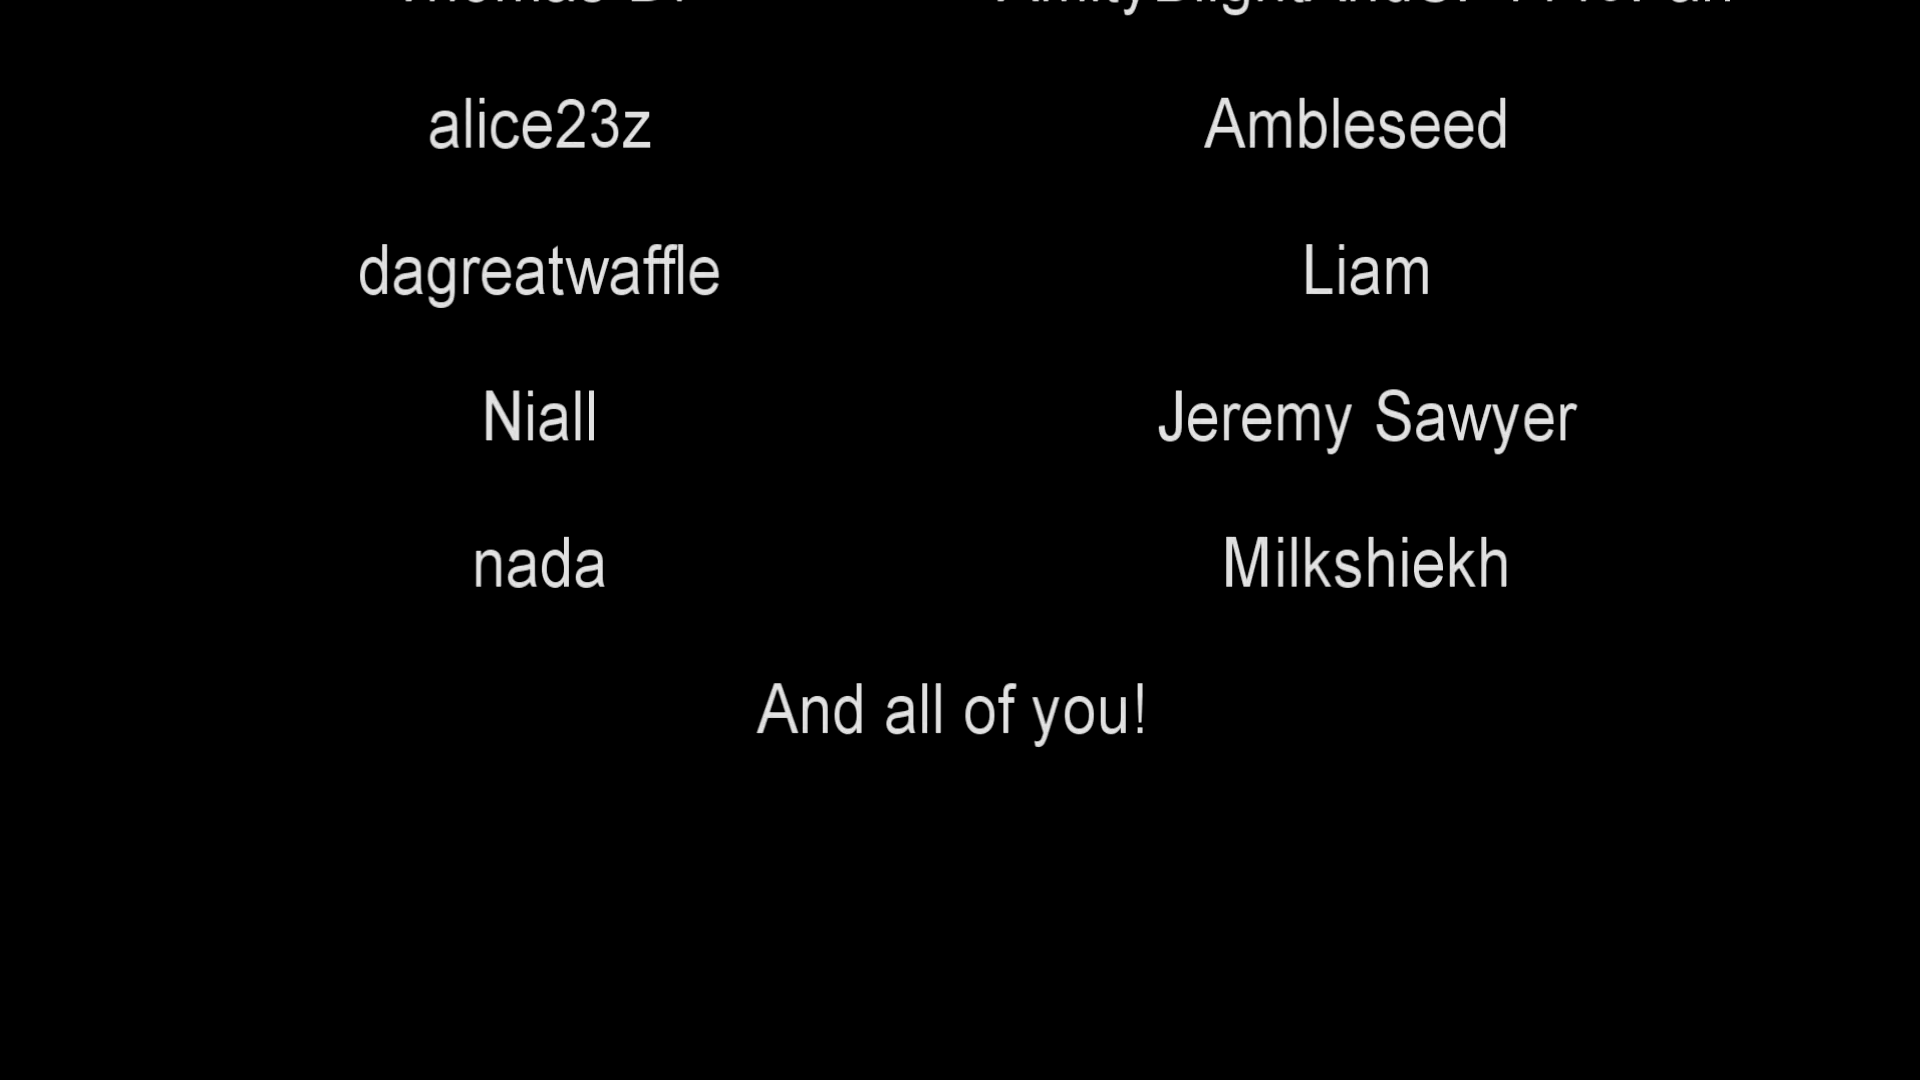 alice23z Ambleseed
dagreatwaffle Liam
Niall Jeremy Sawyer
nada Milkshiekh
And all of you!